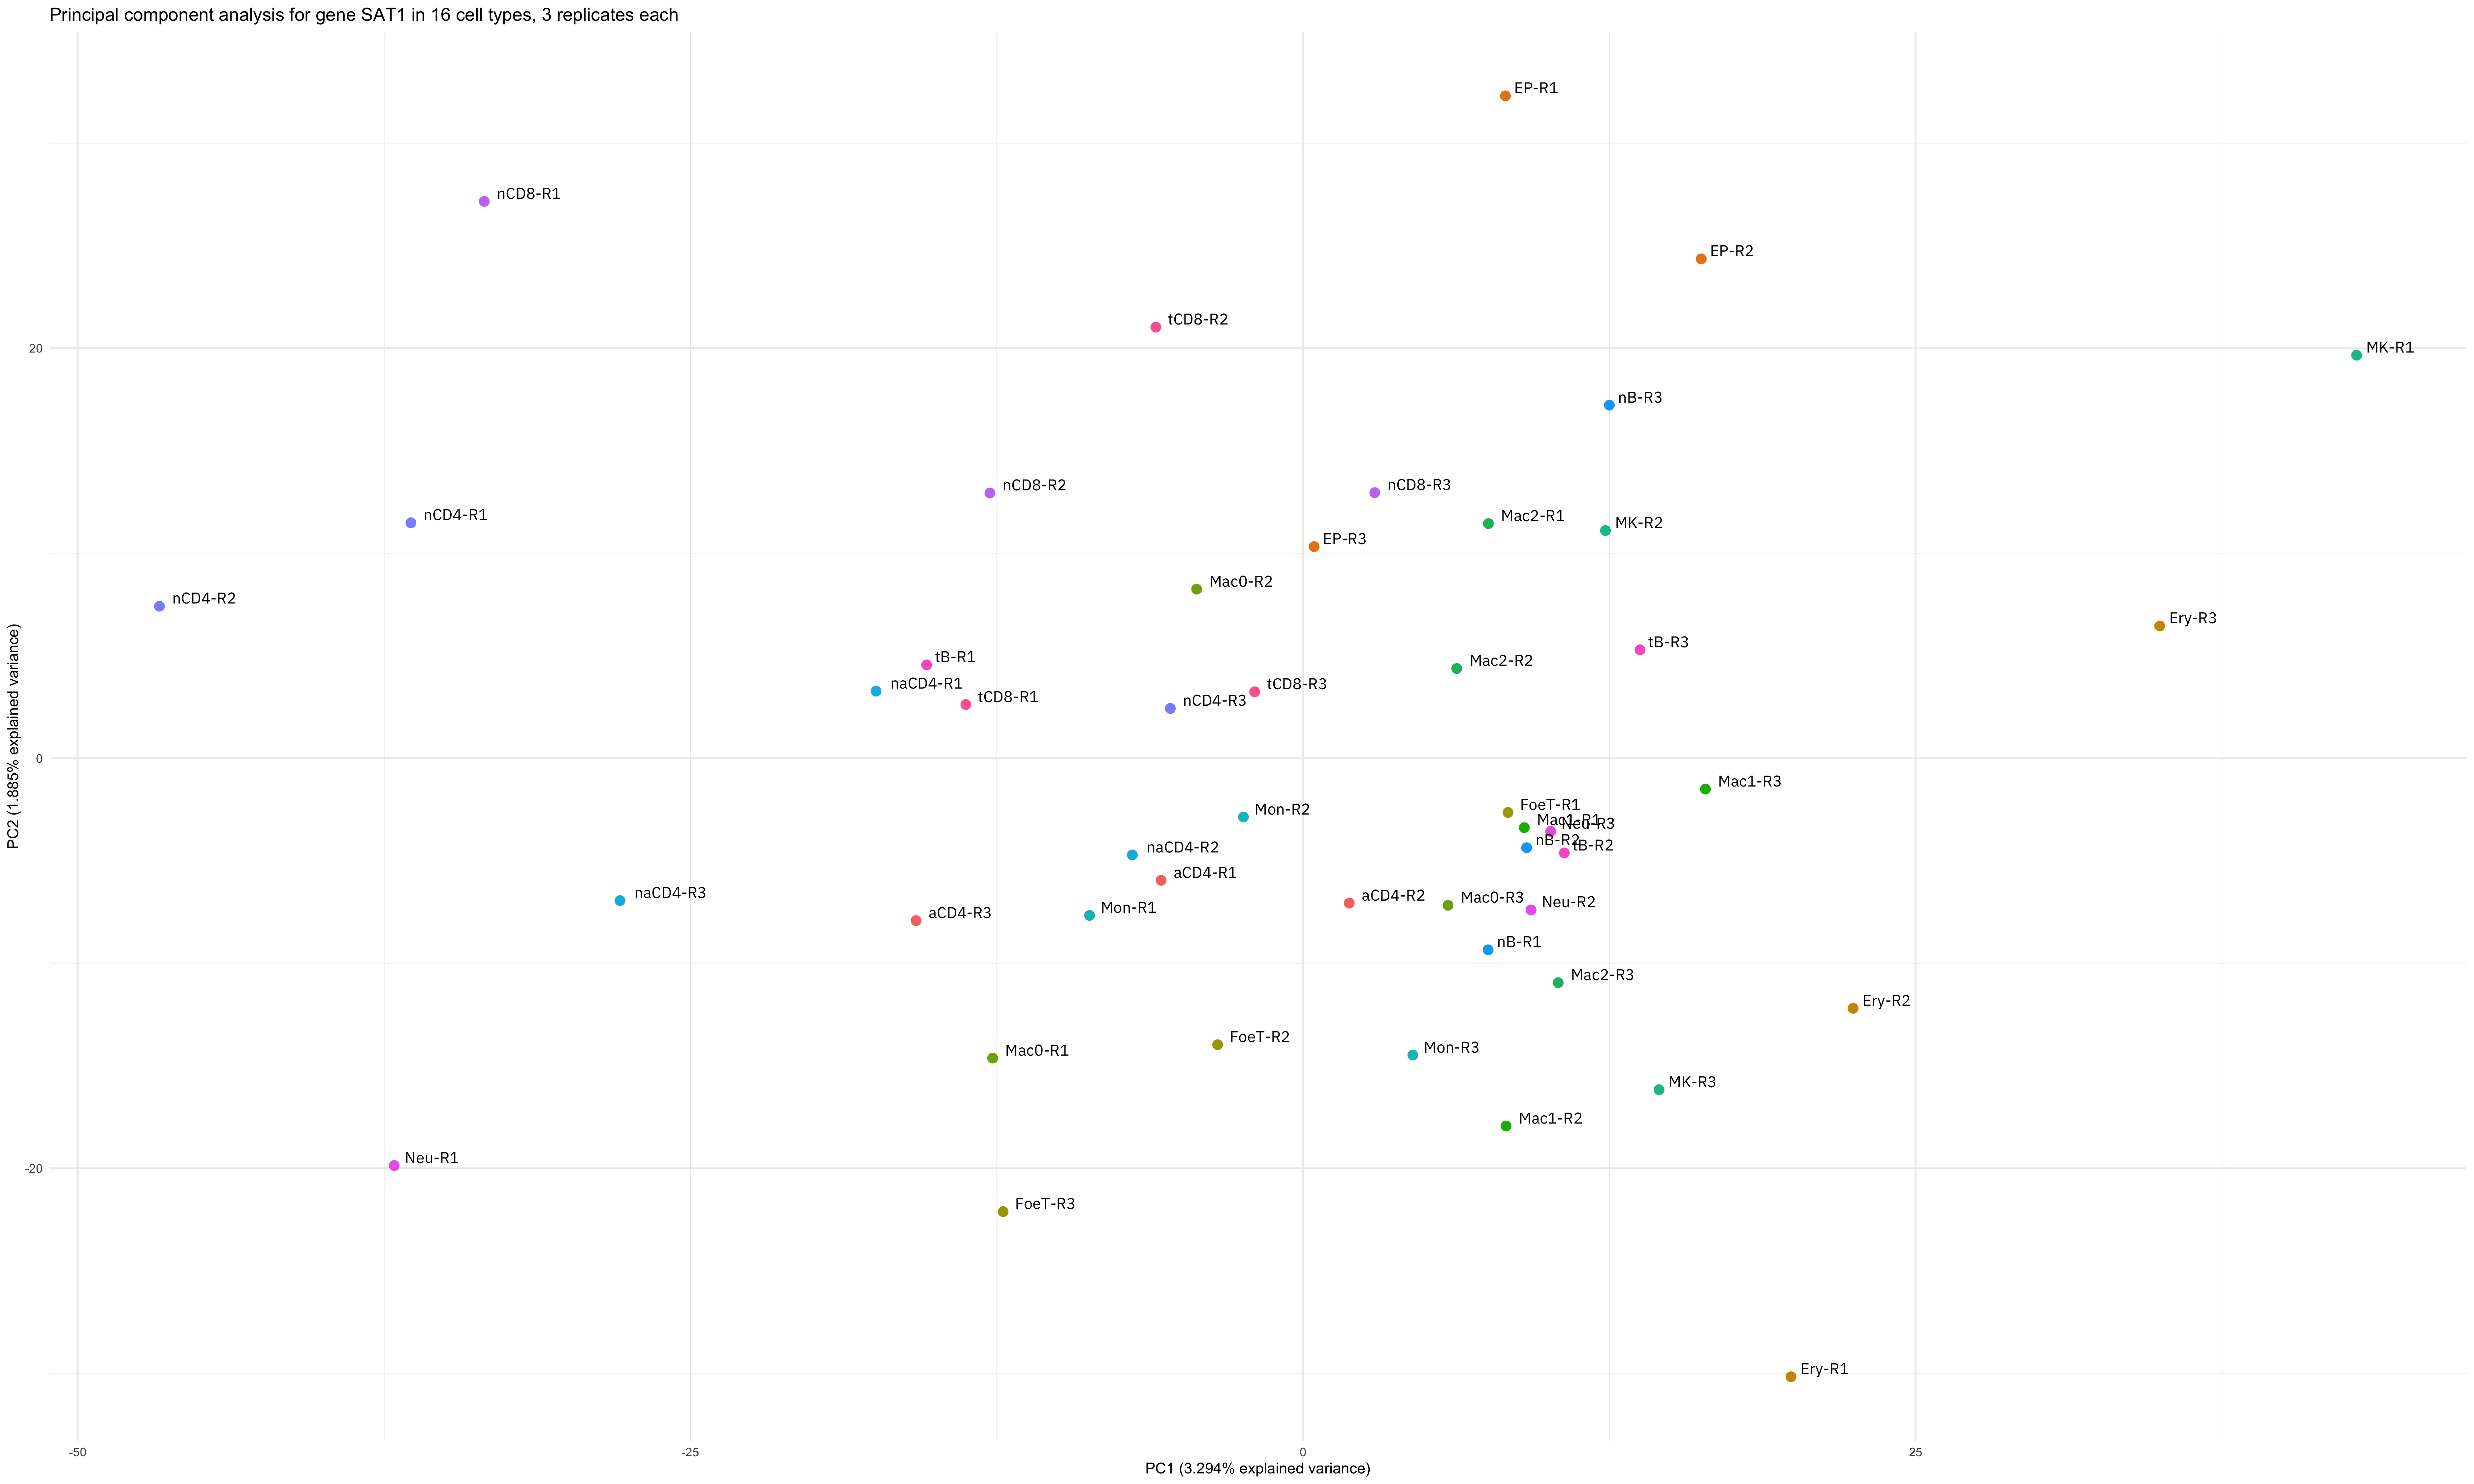 Principal component analysis for gene SAT1 in 16 cell types, 3 replicates each
EP-R1
nCD8-R1
EP-R2
tCD8-R2
20
MK-R1
nB-R3
nCD8-R2
nCD8-R3
nCD4-R1
Mac2-R1
MK-R2
EP-R3
Mac0-R2
nCD4-R2
Ery-R3
tB-R1
tB-R3
Mac2-R2
naCD4-R1
tCD8-R3
tCD8-R1
nCD4-R3
0
Mac1-R3
FoeT-R1
Mon-R2
Mac1-R1
Neu-R3
nB-R2
tB-R2
naCD4-R2
aCD4-R1
naCD4-R3
aCD4-R2
Mac0-R3
Neu-R2
Mon-R1
aCD4-R3
nB-R1
Mac2-R3
Ery-R2
FoeT-R2
Mac0-R1
Mon-R3
MK-R3
Mac1-R2
-20
Neu-R1
FoeT-R3
Ery-R1
-50
-25
0
25
PC1 (3.294% explained variance)
PC2 (1.885% explained variance)